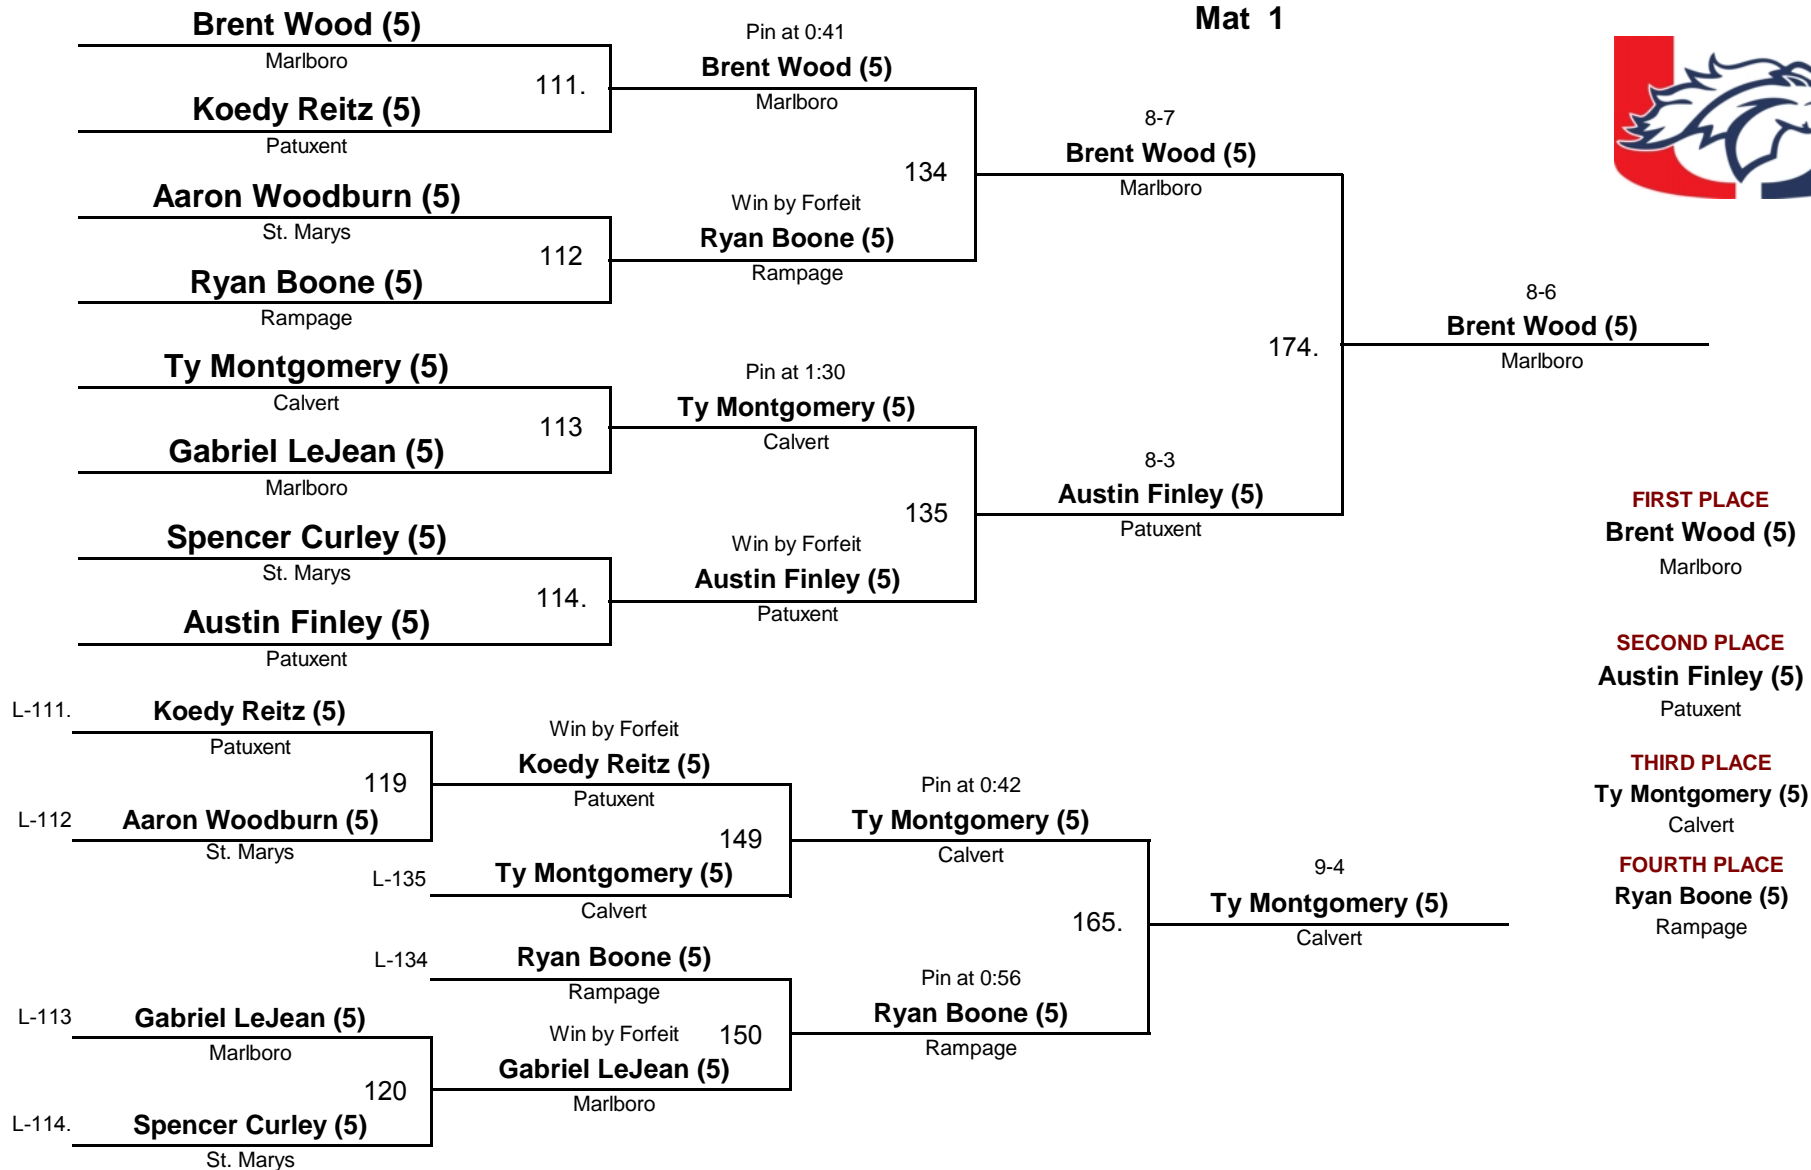 Mat 1
Brent Wood (5)
Marlboro
111.
Koedy Reitz (5)
Patuxent
Aaron Woodburn (5)
St. Marys
112
Ryan Boone (5)
Rampage
Ty Montgomery (5)
Calvert
113
Gabriel LeJean (5)
Marlboro
Spencer Curley (5)
St. Marys
114.
Austin Finley (5)
Patuxent
Pin at 0:41
Brent Wood (5)
Marlboro
134
Win by Forfeit
Ryan Boone (5)
Rampage
Pin at 1:30
Ty Montgomery (5)
Calvert
135
Win by Forfeit
Austin Finley (5)
Patuxent
8-7
Brent Wood (5)
Marlboro
174.
8-3
Austin Finley (5)
Patuxent
8-6
Brent Wood (5)
Marlboro
FIRST PLACE
Brent Wood (5)
Marlboro
SECOND PLACE
Austin Finley (5)
Patuxent
THIRD PLACE
Ty Montgomery (5)
Calvert
FOURTH PLACE
Ryan Boone (5)
Rampage
L-111.
Koedy Reitz (5)
Patuxent
119
L-112
Aaron Woodburn (5)
St. Marys
Win by Forfeit
Koedy Reitz (5)
Patuxent
149
L-135
Ty Montgomery (5)
Calvert
L-134
Ryan Boone (5)
Rampage
L-113
Gabriel LeJean (5)
Marlboro
120
L-114.
Spencer Curley (5)
St. Marys
Win by Forfeit
150
Gabriel LeJean (5)
Marlboro
Pin at 0:42
Ty Montgomery (5)
Calvert
165.
Pin at 0:56
Ryan Boone (5)
Rampage
9-4
Ty Montgomery (5)
Calvert